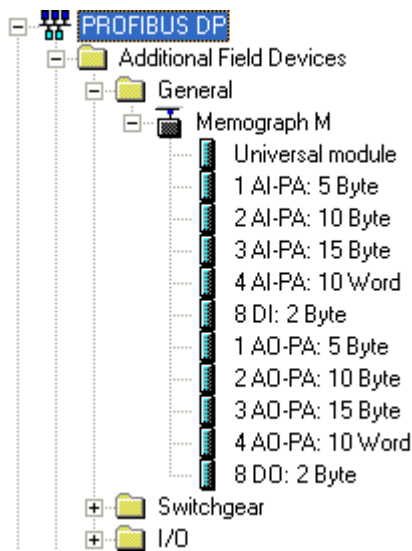 PROFIBUS DP
Additional Field Devices
General
Memograph M
Universal module
1 AI-PA: 5 Byte
2 AI-PA: 10 Byte
3 AI-PA: 15 Byte
4 AI-PA: 10 Word
8 DI: 2 Byte
1 AO-PA: 5 Byte
2 AO-PA: 10 Byte
3 AO-PA: 15 Byte
4 AO-PA: 10 Word
8 DO: 2 Byte
Switchgear
I/O